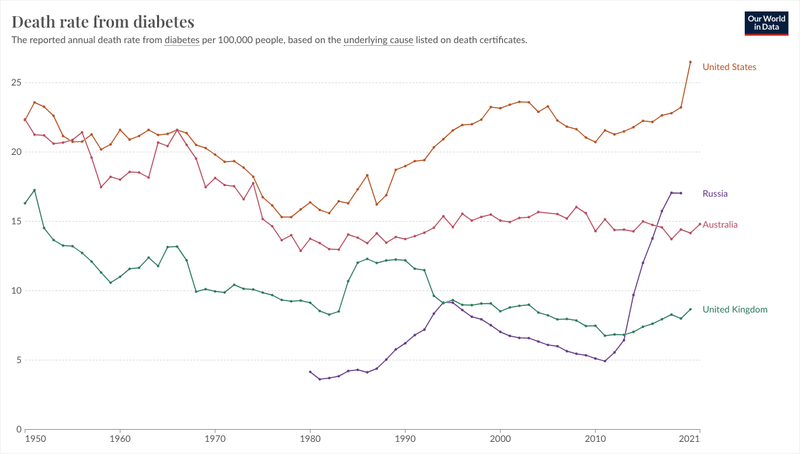 Death rate from diabetes
The reported annual death rate from diabetes per 100,000 people, based on the underlying cause listed on death certificates.
Our World
in Data
25
20
15
10
5
0
1950
1960
1970
1980
1990
2000
2010
2021
United States
Russia
Australia
United Kingdom